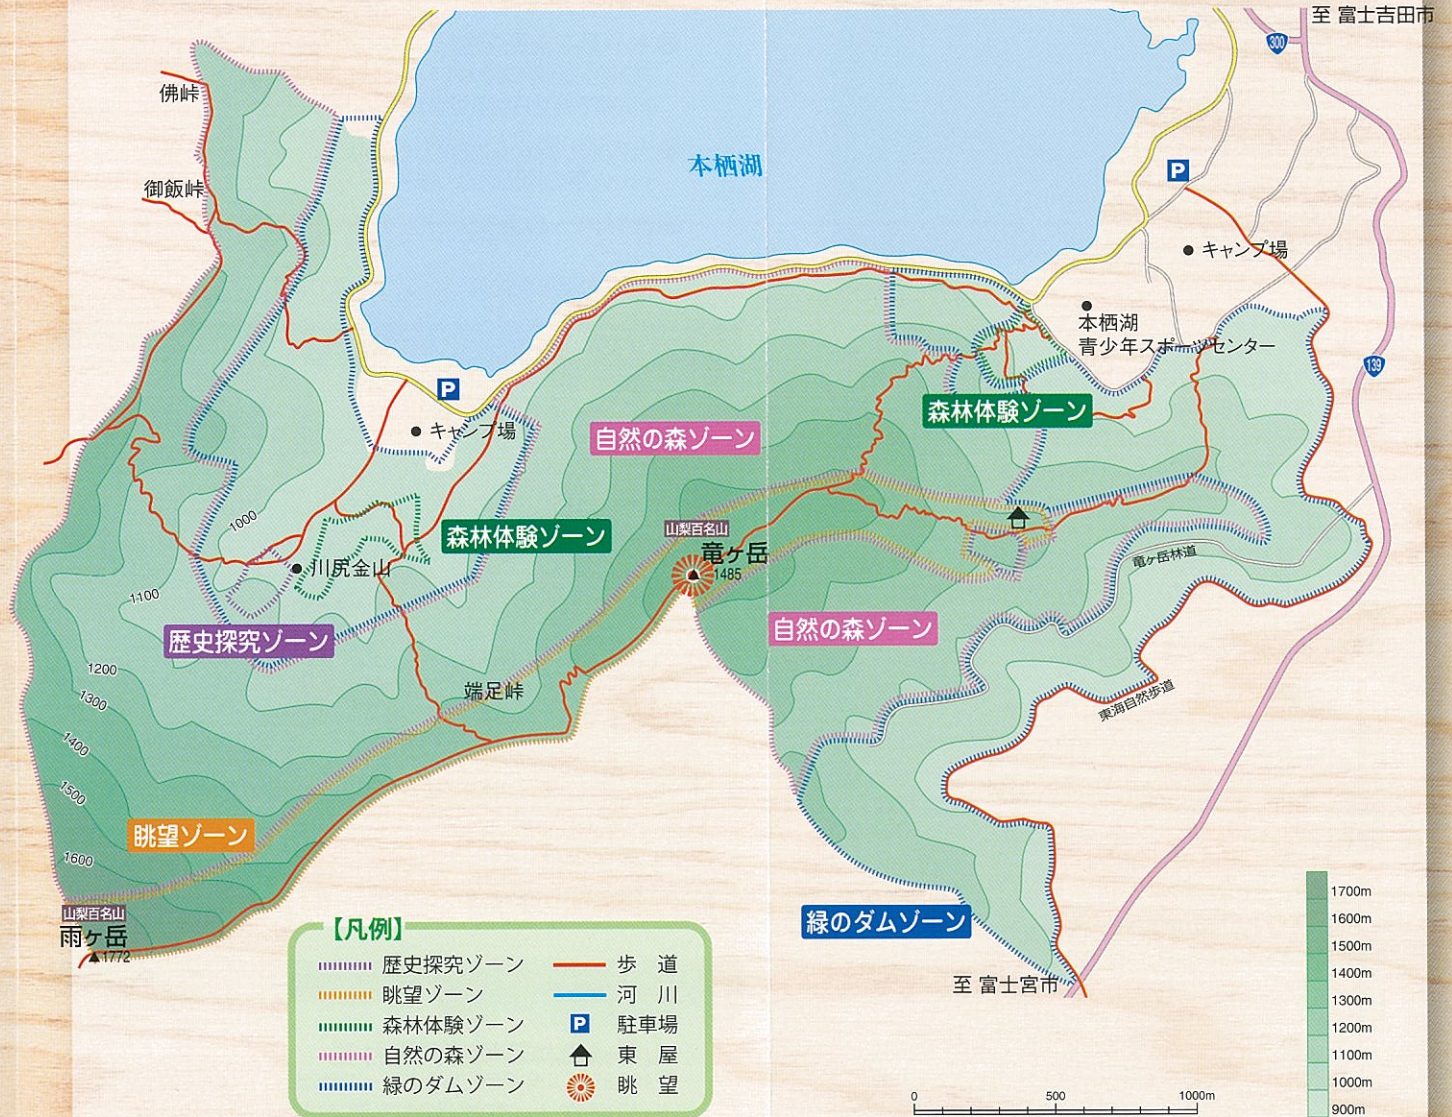 至 富士吉田市
300
佛峠
御飯峠
本栖湖
P
キャンプ場
本栖湖
青少年スポーツセンター
139
P
キャンプ場
森林体験ゾーン
自然の森ゾーン
1000
森林体験ゾーン
山梨百名山
竜ヶ岳
1485
川尻金山
竜ヶ岳林道
1100
歴史探究ゾーン
自然の森ゾーン
1200
端足峠
1300
東海自然歩道
1400
1500
眺望ゾーン
1600
山梨百名山
雨ヶ岳
1772
緑のダムゾーン
至 富士宮市
【凡例】
歴史探究ゾーン
眺望ゾーン
森林体験ゾーン
自然の森ゾーン
緑のダムゾーン
歩 道
河 川
P 駐車場
東 屋
眺 望
1700m
1600m
1500m
1400m
1300m
1200m
1100m
1000m
900m
0 500 1000m